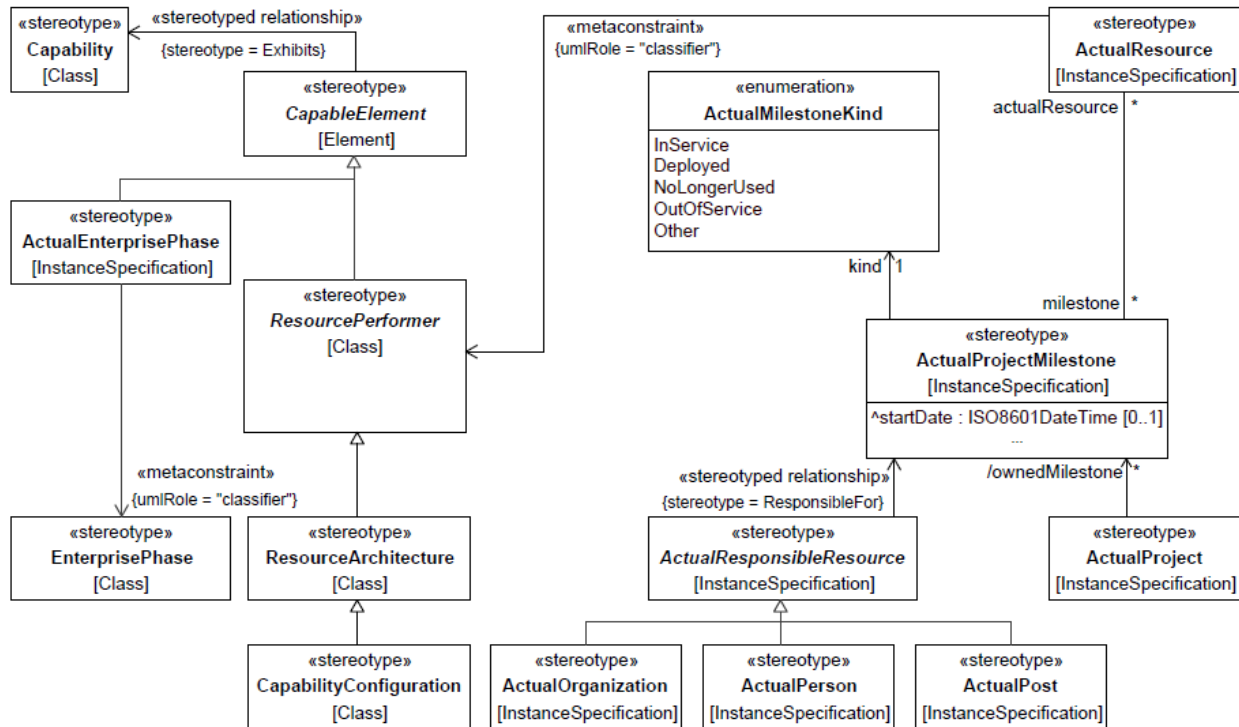 «stereotype»
Capability
[Class]
«stereotyped relationship»
{stereotype = Exhibits}
«stereotype»
CapableElement
[Element]
«metaconstraint»
{umlRole = "classifier"}
«stereotype»
ActualResource
[InstanceSpecification]
actualResource
*
«enumeration»
ActualMilestoneKind
InService
Deployed
NoLongerUsed
OutOfService
Other
kind
1
milestone
*
«stereotype»
ActualEnterprisePhase
[InstanceSpecification]
«stereotype»
ResourcePerformer
[Class]
«stereotype»
ActualProjectMilestone
[InstanceSpecification]
^startDate : ISO8601DateTime [0..1]
...
«metaconstraint»
{umlRole = "classifier"}
«stereotyped relationship»
{stereotype = ResponsibleFor}
/ownedMilestone
*
«stereotype»
EnterprisePhase
[Class]
«stereotype»
ResourceArchitecture
[Class]
«stereotype»
ActualResponsibleResource
[InstanceSpecification]
«stereotype»
ActualProject
[InstanceSpecification]
«stereotype»
CapabilityConfiguration
[Class]
«stereotype»
ActualOrganization
[InstanceSpecification]
«stereotype»
ActualPerson
[InstanceSpecification]
«stereotype»
ActualPost
[InstanceSpecification]